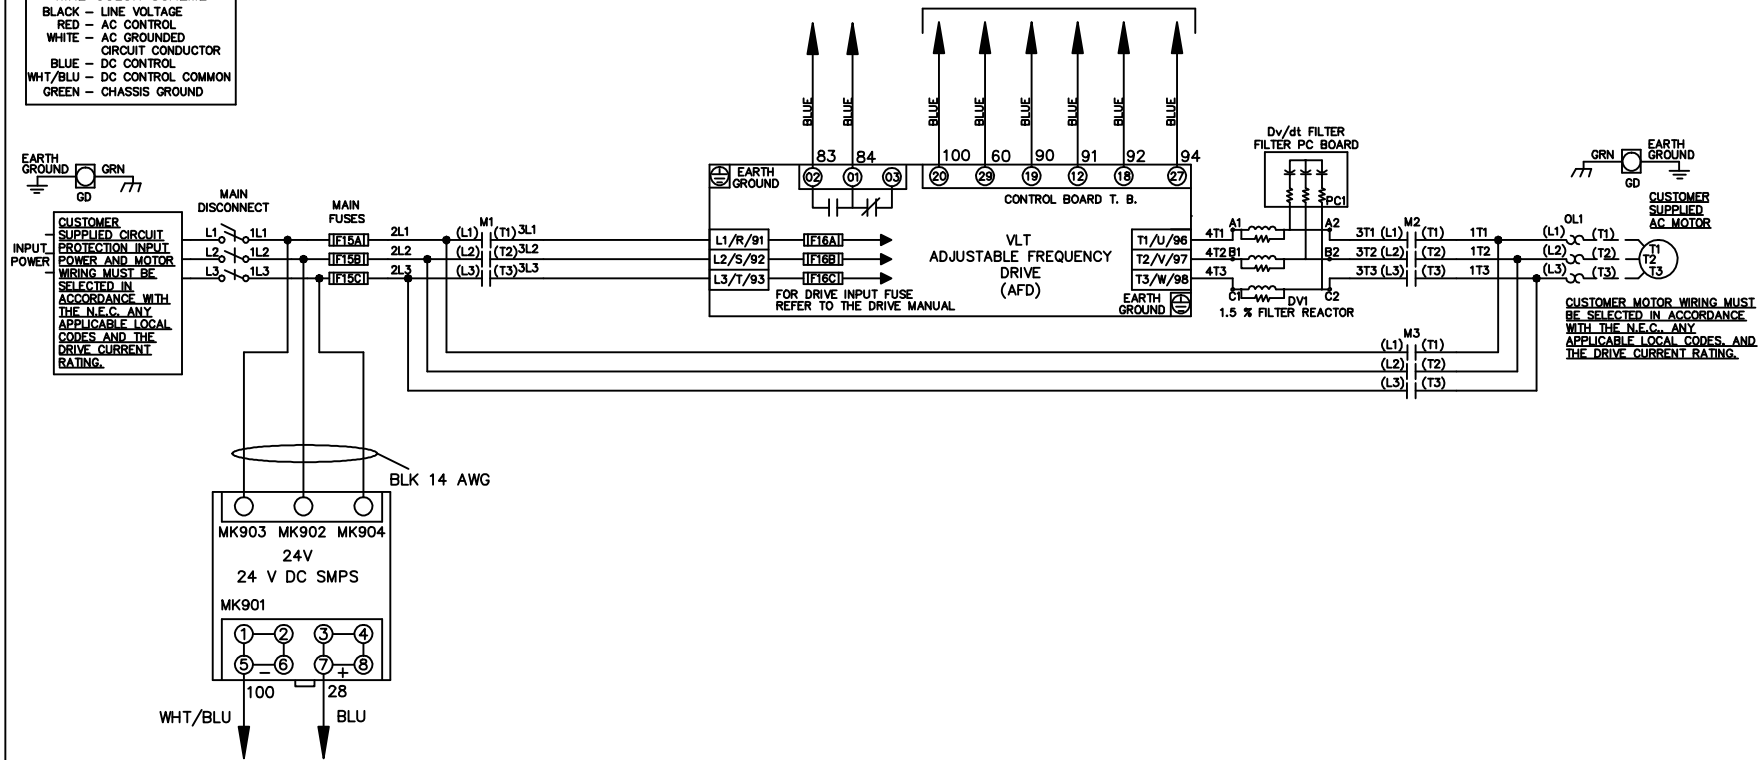 BLACK – LINE VOLTAGE
RED – AC CONTROL
WHITE – AC GROUNDED
CIRCUIT CONDUCTOR
BLUE – DC CONTROL
WHT/BLU – DC CONTROL COMMON
GREEN – CHASSIS GROUND
BLUE
BLUE
BLUE
BLUE
BLUE
BLUE
BLUE
BLUE
83
84
100
60
90
91
92
94
02
01
03
20
29
19
12
18
27
EARTH
GROUND
GRN
GD
MAIN
DISCONNECT
MAIN
FUSES
INPUT
POWER
CUSTOMER
SUPPLIED CIRCUIT
PROTECTION INPUT
POWER AND MOTOR
WIRING MUST BE
SELECTED IN
ACCORDANCE WITH
THE N.E.C. ANY
APPLICABLE LOCAL
CODES AND THE
DRIVE CURRENT
RATING.
L1 1L1 F15A 2L1 (L1) M1 (T1) 3L1
L2 1L2 F15B 2L2 (L2) (T2) 3L2
L3 1L3 F15C 2L3 (L3) (T3) 3L3
EARTH
GROUND
CONTROL BOARD T. B.
L1/R/91 F16A
L2/S/92 F16B
L3/T/93 F16C
FOR DRIVE INPUT FUSE
REFER TO THE DRIVE MANUAL
VLT
ADJUSTABLE FREQUENCY
DRIVE
(AFD)
T1/U/96
T2/V/97
T3/W/98
EARTH
GROUND
Dv/dt FILTER
FILTER PC BOARD
PC1
4T1 A1 A2 3T1 (L1) M2 (T1) 1T1 (L1) OL1 (T1)
4T2 B1 B2 3T2 (L2) (T2) 1T2 (L2) (T2)
4T3 C1 C2 3T3 (L3) (T3) 1T3 (L3) (T3)
DV1
1.5 % FILTER REACTOR
GRN
EARTH
GROUND
GD
CUSTOMER
SUPPLIED
AC MOTOR
T1
T2
T3
CUSTOMER MOTOR WIRING MUST
BE SELECTED IN ACCORDANCE
WITH THE N.E.C., ANY
APPLICABLE LOCAL CODES, AND
THE DRIVE CURRENT RATING.
M3
(L1) (T1)
(L2) (T2)
(L3) (T3)
BLK 14 AWG
MK903 MK902 MK904
24V
24 V DC SMPS
MK901
1 2 3 4
5 – 6 7 + 8
100 28
WHT/BLU BLU